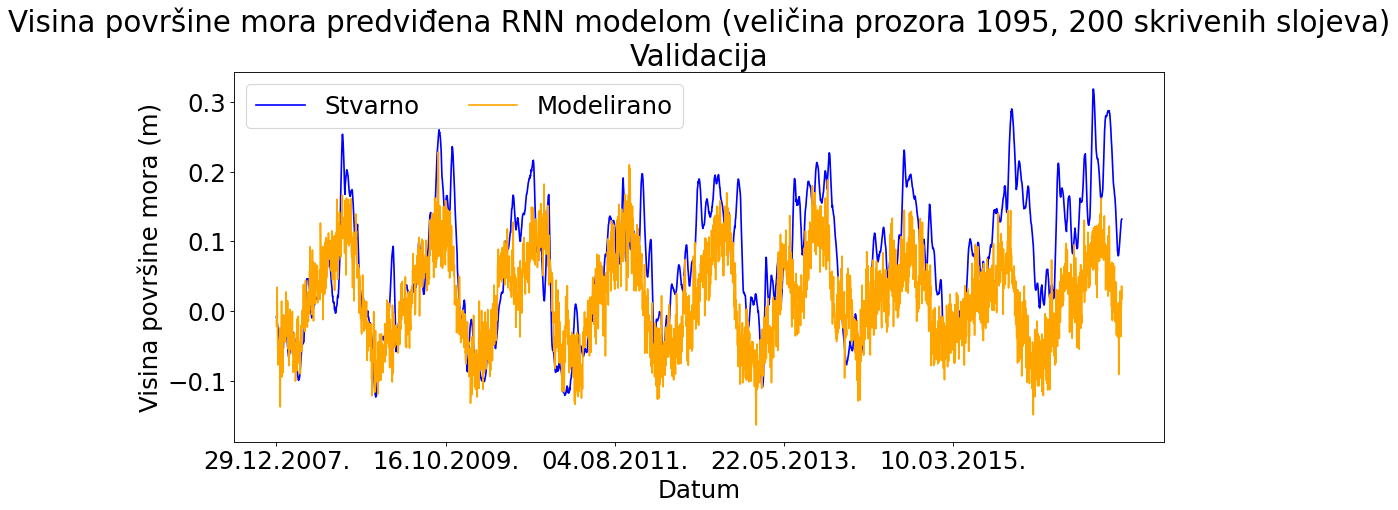 Visina površine mora predviđena RNN modelom (veličina prozora 1095, 200 skrivenih slojeva)
Validacija
Stvarno
Modelirano
Visina površine mora (m)
0.3
0.2
0.1
0.0
−0.1
29.12.2007.
16.10.2009.
04.08.2011.
22.05.2013.
10.03.2015.
Datum